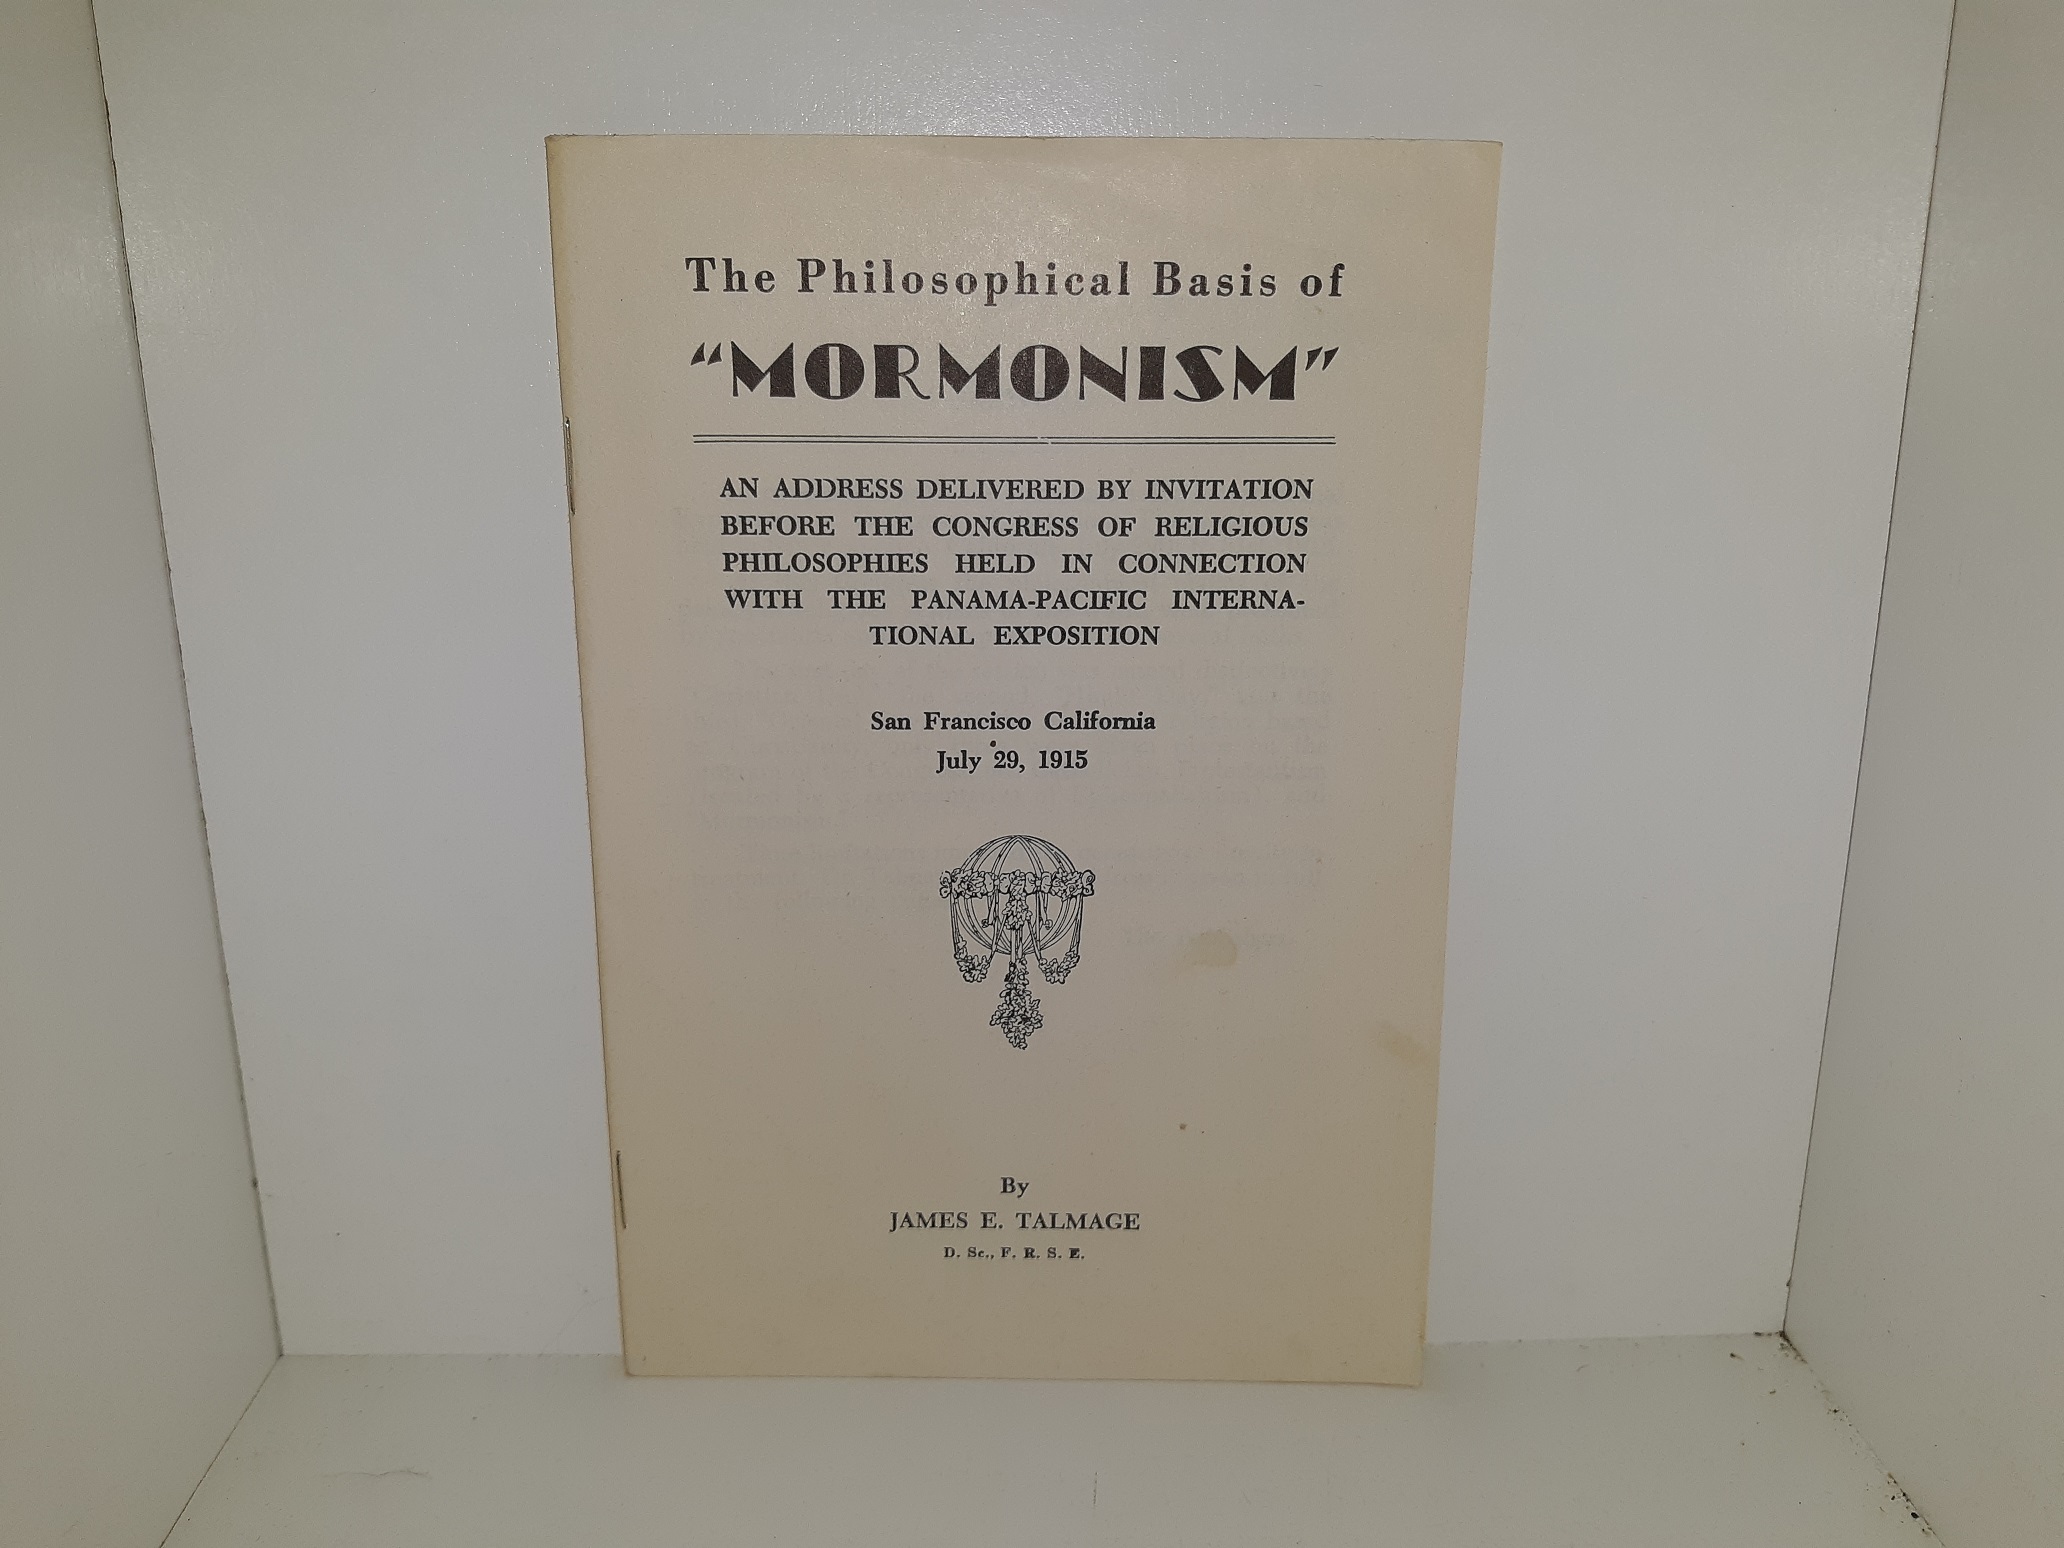 The Philosophical Basis of
“MORMONISM”
AN ADDRESS DELIVERED BY INVITATION
BEFORE THE CONGRESS OF RELIGIOUS
PHILOSOPHIES HELD IN CONNECTION
WITH THE PANAMA-PACIFIC INTERNA-
TIONAL EXPOSITION
San Francisco California
July 29, 1915
By
JAMES E. TALMAGE
D. Sc., F. R. S. E.